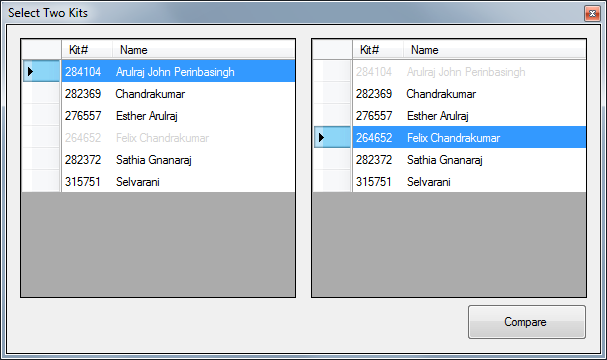 Select Two Kits
Kit# Name
284104 Arulraj John Perinbasingh
282369 Chandrakumar
276557 Esther Arulraj
264652 Felix Chandrakumar
282372 Sathia Gnanaraj
315751 Selvarani
Kit# Name
284104 Arulraj John Perinbasingh
282369 Chandrakumar
276557 Esther Arulraj
264652 Felix Chandrakumar
282372 Sathia Gnanaraj
315751 Selvarani
Compare